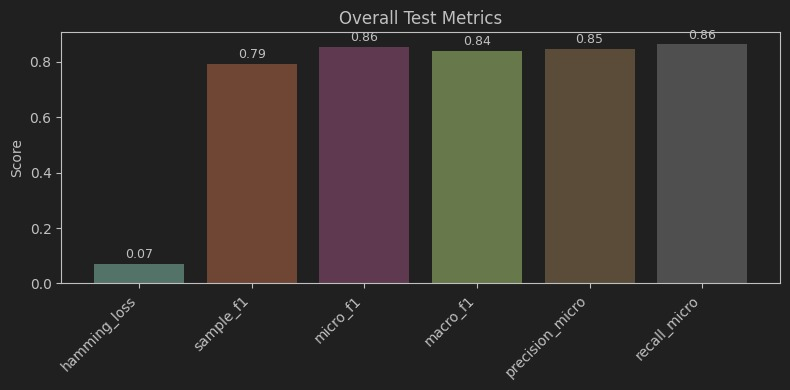 Overall Test Metrics
Score
0.8
0.6
0.4
0.2
0.0
0.07
0.79
0.86
0.84
0.85
0.86
hamming_loss
sample_f1
micro_f1
macro_f1
precision_micro
recall_micro